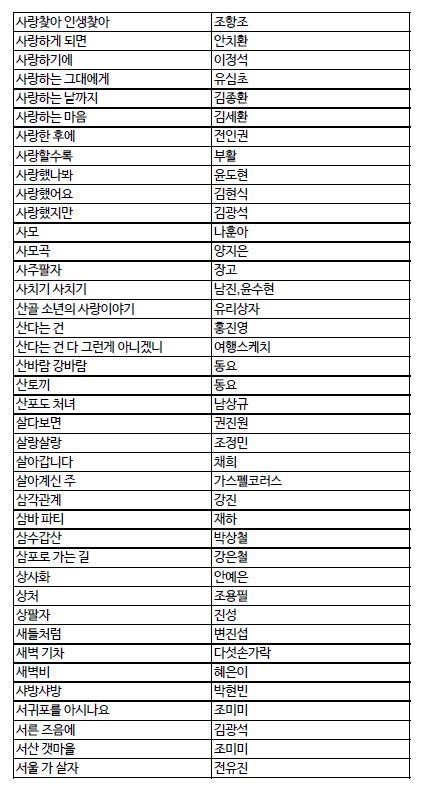 사랑찾아 인생찾아 조항조
사랑하게 되면 안치환
사랑하기에 이정석
사랑하는 그대에게 유심초
사랑하는 날까지 김종환
사랑하는 마음 김세환
사랑한 후에 전인권
사랑할수록 부활
사랑했나봐 윤도현
사랑했어요 김현식
사랑했지만 김광석
사모 나훈아
사모곡 양지은
사주팔자 장고
사치기 사치기 남진,윤수현
산골 소년의 사랑이야기 유리상자
산다는 건 홍진영
산다는 건 다 그런게 아니겠니 여행스케치
산바람 강바람 동요
산토끼 동요
산포도 처녀 남상규
살다보면 권진원
살랑살랑 조정민
살아갑니다 채희
살아계신 주 가스펠코러스
삼각관계 강진
삼바 파티 재하
삼수갑산 박상철
삼포로 가는 길 강은철
상사화 안예은
상처 조용필
상팔자 진성
새들처럼 변진섭
새벽 기차 다섯손가락
새벽비 혜은이
샤방샤방 박현빈
서귀포를 아시나요 조미미
서른 즈음에 김광석
서산 갯마을 조미미
서울 가 살자 전유진